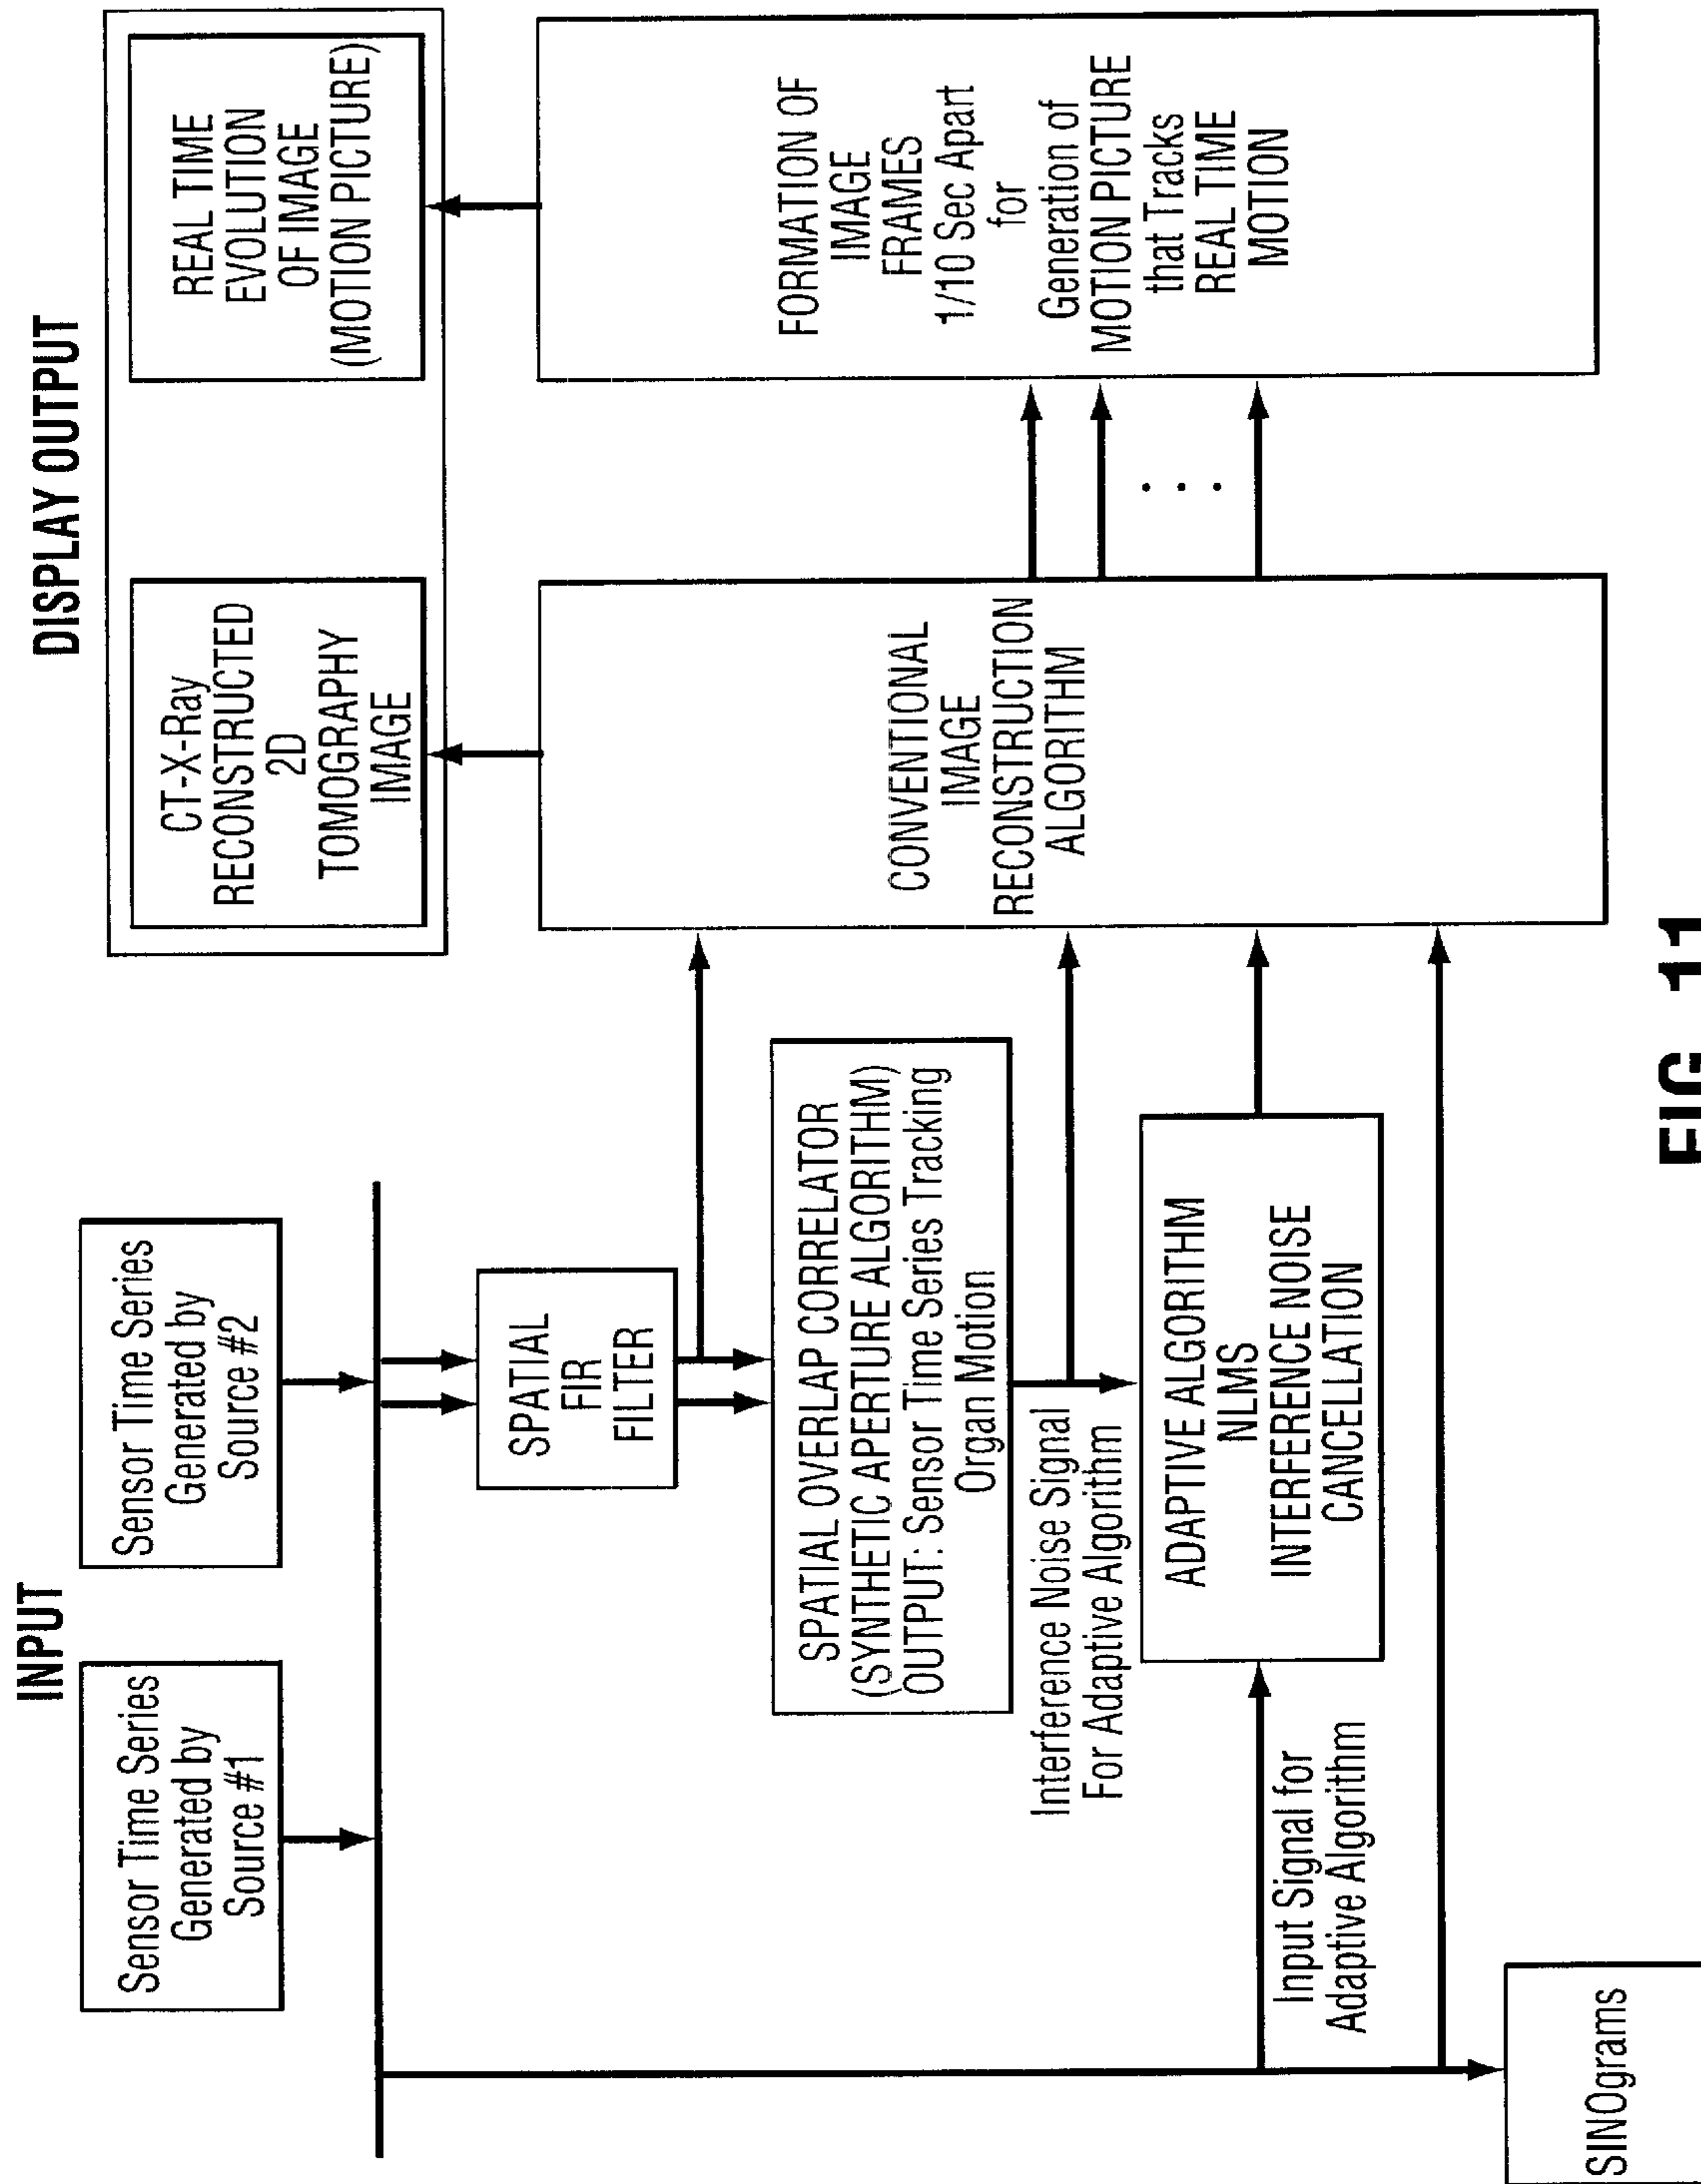 INPUT
DISPLAY OUTPUT
Sensor Time Series
Generated by
Source #1
Sensor Time Series
Generated by
Source #2
CT-X-Ray
RECONSTRUCTED
2D
TOMOGRAPHY
IMAGE
REAL TIME
EVOLUTION
OF IMAGE
(MOTION PICTURE)
SPATIAL
FIR
FILTER
SPATIAL OVERLAP CORRELATOR
(SYNTHETIC APERTURE ALGORITHM)
OUTPUT: Sensor Time Series Tracking
Organ Motion
Interference Noise Signal
For Adaptive Algorithm
ADAPTIVE ALGORITHM
NLMS
INTERFERENCE NOISE
CANCELLATION
Input Signal for
Adaptive Algorithm
SINOgrams
CONVENTIONAL
IMAGE
RECONSTRUCTION
ALGORITHM
. . .
FORMATION OF
IMAGE
FRAMES
1/10 Sec Apart
for
Generation of
MOTION PICTURE
that Tracks
REAL TIME
MOTION
FIG. 11